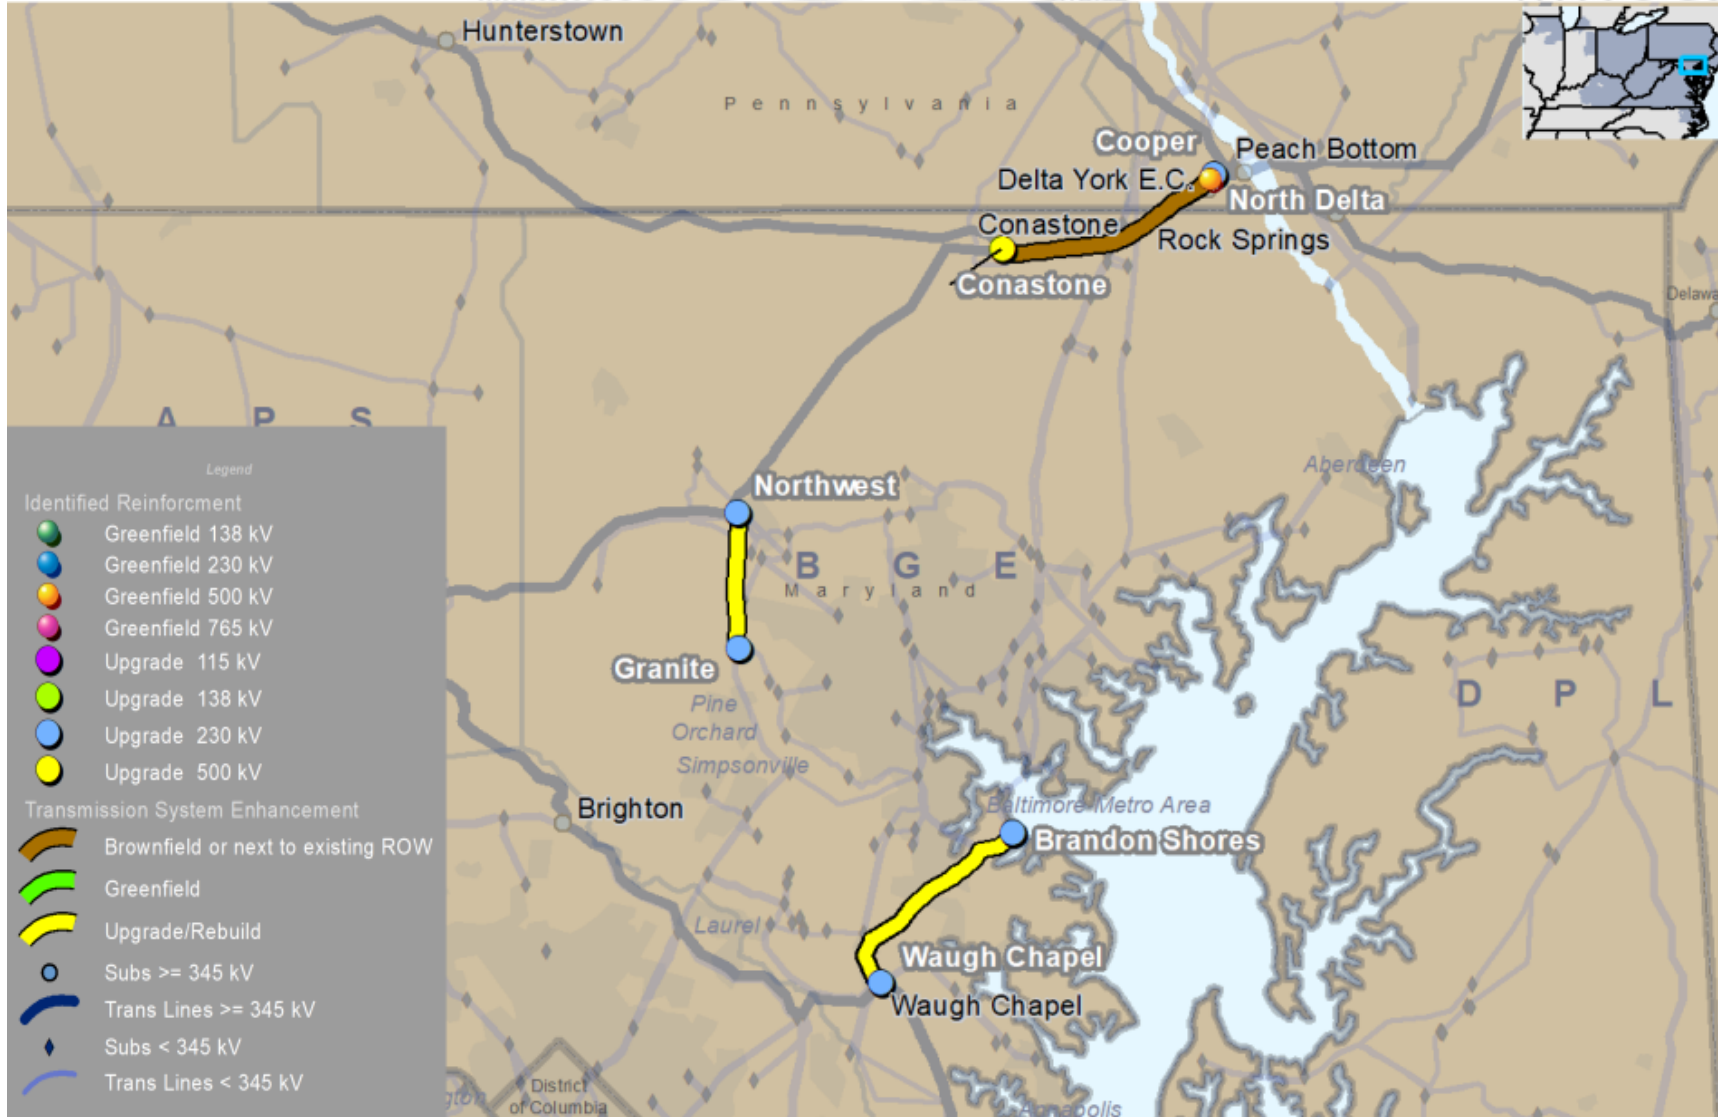 Hunterstown
Pennsylvania
Cooper
Peach Bottom
Delta York E.C.
North Delta
Conastone
Rock Springs
Conastone
Delawa
APS
Northwest
Aberdeen
BGE
Maryland
Granite
Pine
Orchard
Simpsonville
DPL
Brighton
Baltimore Metro Area
Brandon Shores
Laurel
Waugh Chapel
Waugh Chapel
District
of Columbia
gton
Annapolis
Legend
Identified Reinforcment
Greenfield 138 kV
Greenfield 230 kV
Greenfield 500 kV
Greenfield 765 kV
Upgrade 115 kV
Upgrade 138 kV
Upgrade 230 kV
Upgrade 500 kV
Transmission System Enhancement
Brownfield or next to existing ROW
Greenfield
Upgrade/Rebuild
Subs >= 345 kV
Trans Lines >= 345 kV
Subs < 345 kV
Trans Lines < 345 kV